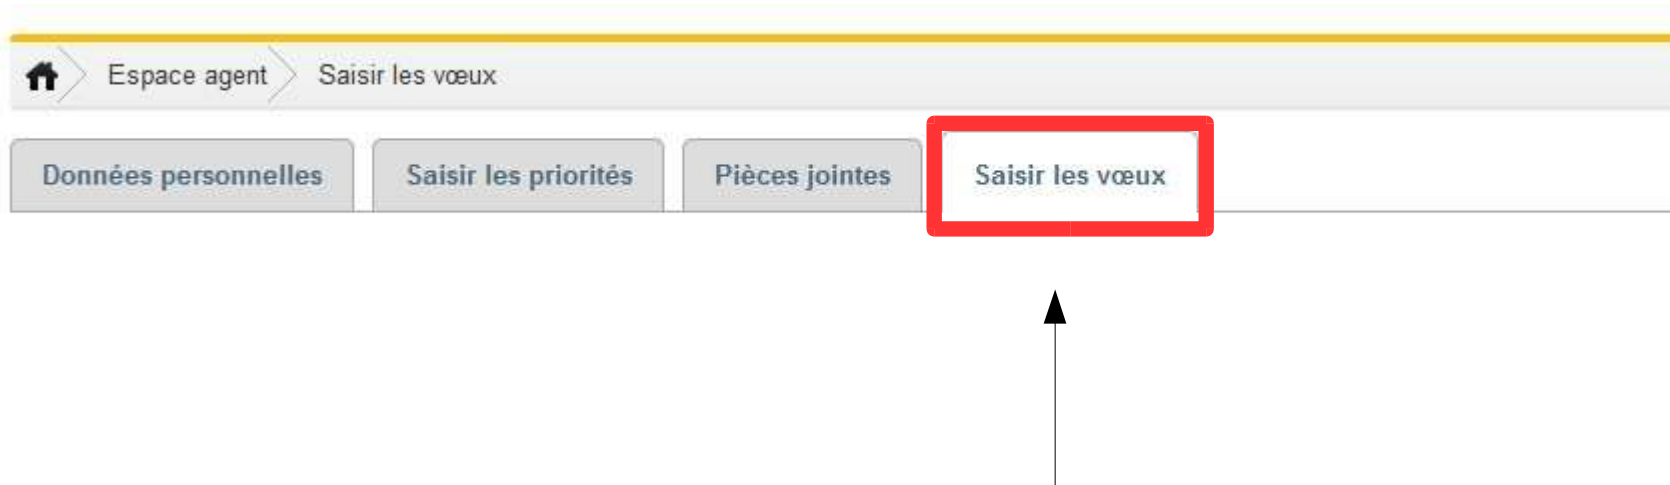 Espace agent Saisir les vœux
Données personnelles Saisir les priorités Pièces jointes Saisir les vœux